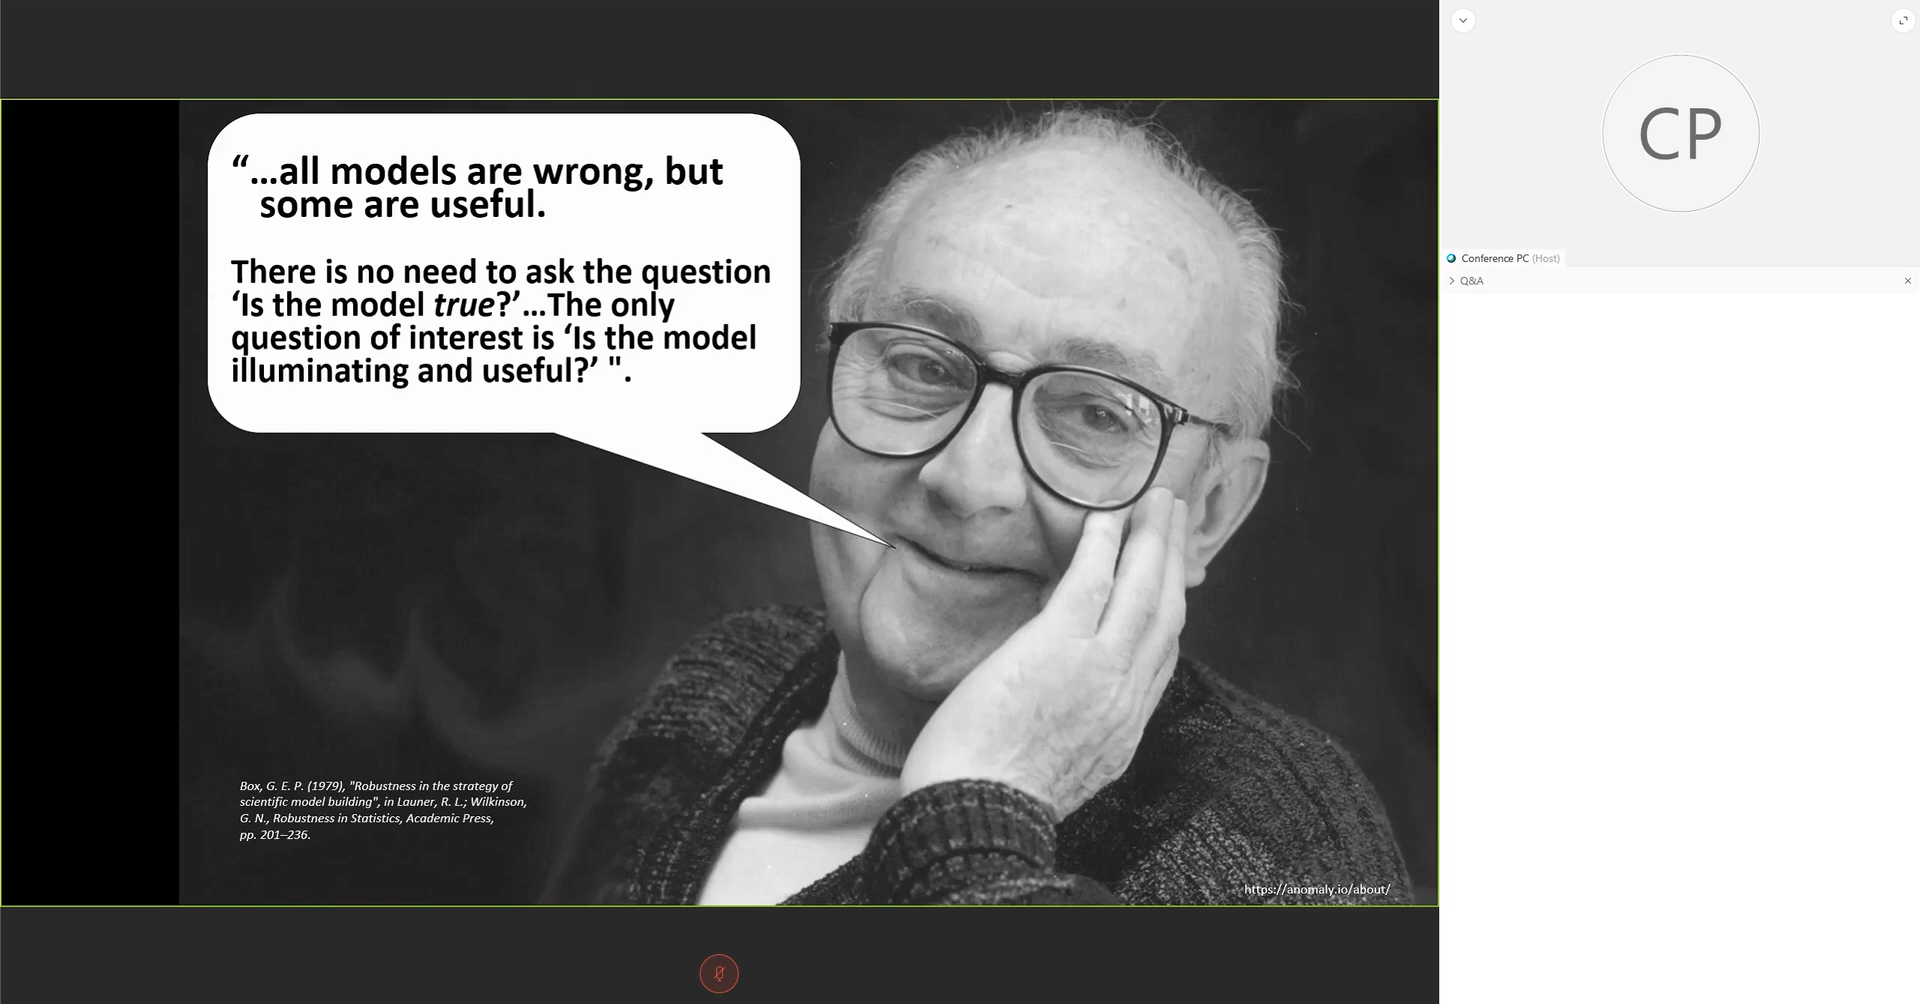 “…all models are wrong, but
some are useful.
There is no need to ask the question
‘Is the model true?’…The only
question of interest is ‘Is the model
illuminating and useful?’ ".
Box, G. E. P. (1979), "Robustness in the strategy of
scientific model building", in Launer, R. L.; Wilkinson,
G. N., Robustness in Statistics, Academic Press,
pp. 201–236.
https://anomaly.io/about/
CP
Conference PC (Host)
Q&A